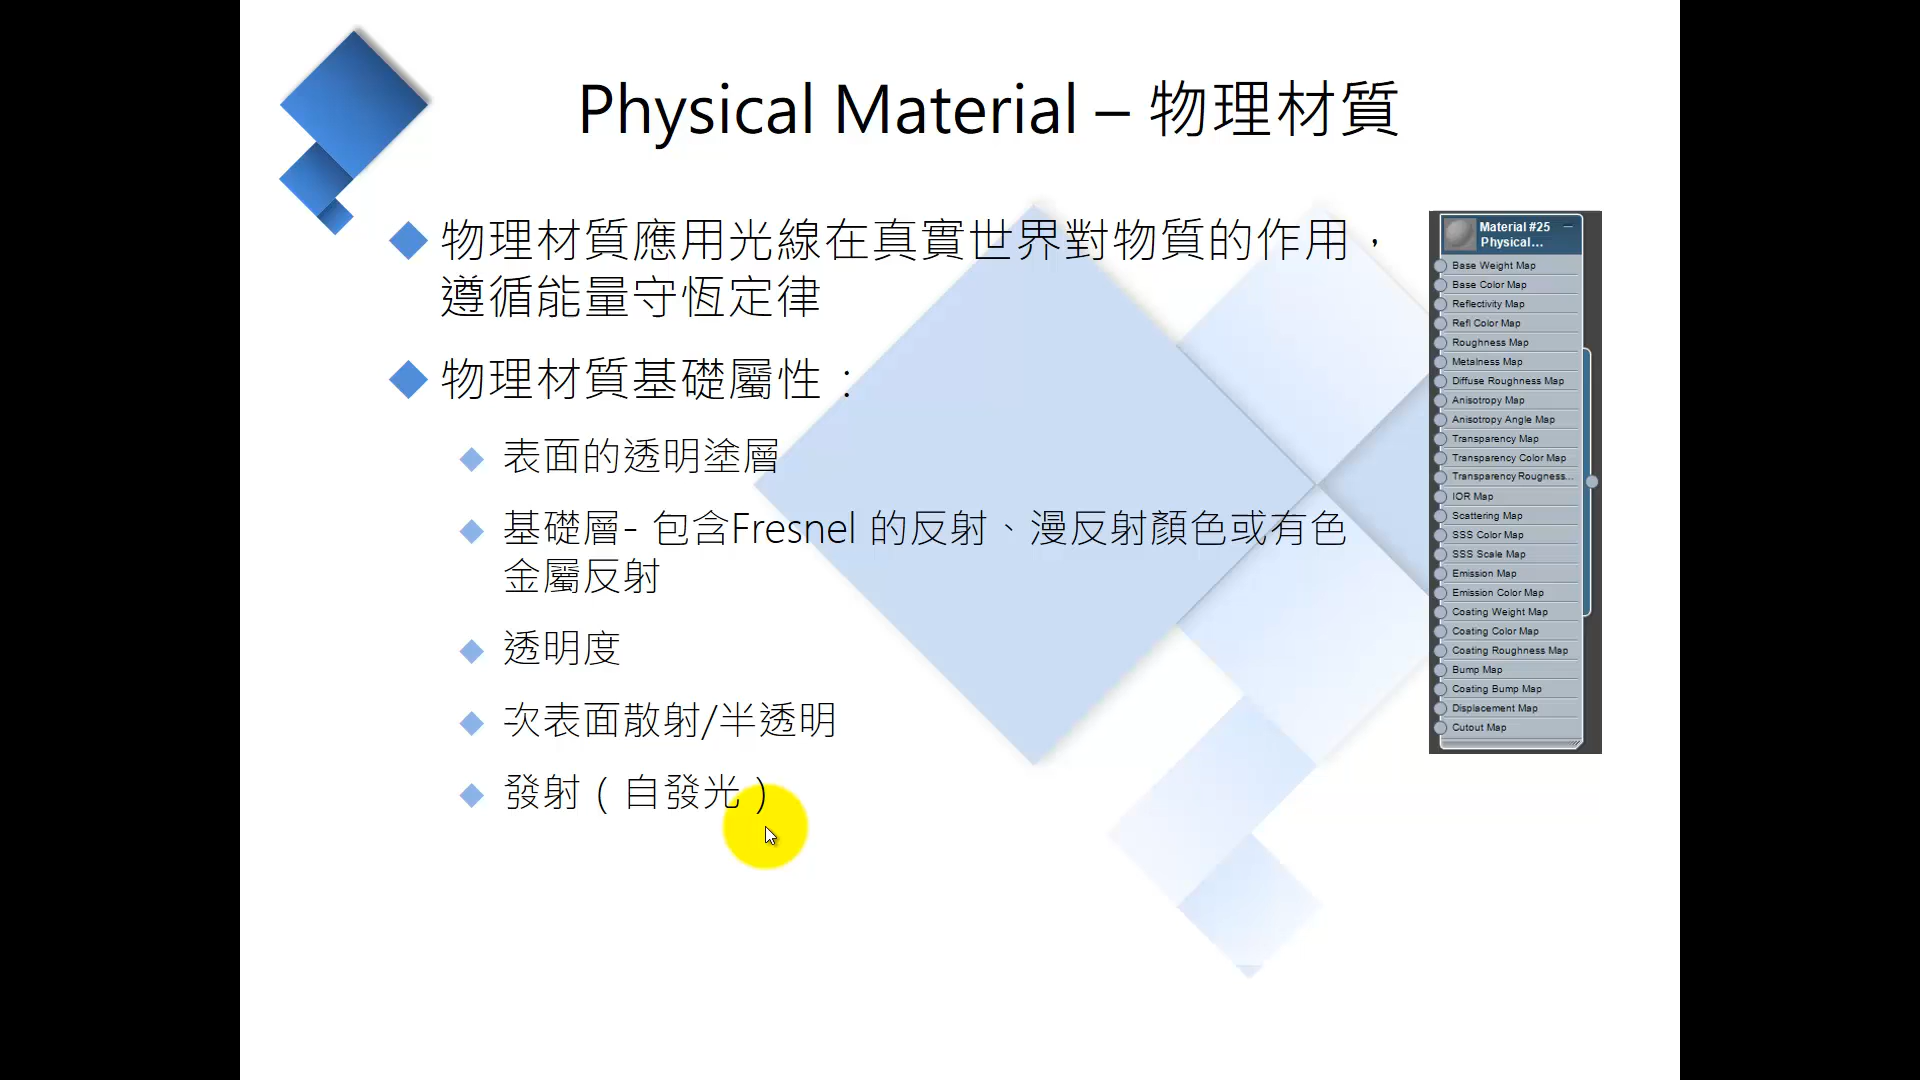 Physical Material – 物理材質
物理材質應用光線在真實世界對物質的作用，
遵循能量守恆定律
物理材質基礎屬性：
表面的透明塗層
基礎層- 包含Fresnel 的反射、漫反射顏色或有色
金屬反射
透明度
次表面散射/半透明
發射（自發光）
Material #25
Physical...
Base Weight Map
Base Color Map
Reflectivity Map
Refl Color Map
Roughness Map
Metalness Map
Diffuse Roughness Map
Anisotropy Map
Anisotropy Angle Map
Transparency Map
Transparency Color Map
Transparency Rougness...
IOR Map
Scattering Map
SSS Color Map
SSS Scale Map
Emission Map
Emission Color Map
Coating Weight Map
Coating Color Map
Coating Roughness Map
Bump Map
Coating Bump Map
Displacement Map
Cutout Map